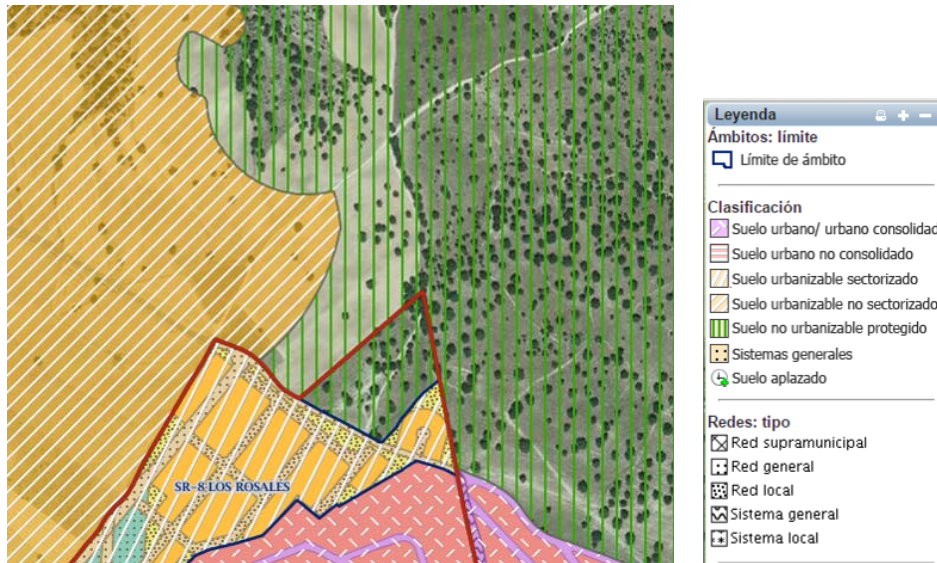 SR-8 LOS ROSALES
Leyenda
Ámbitos: límite
Límite de ámbito
Clasificación
Suelo urbano/ urbano consolidad
Suelo urbano no consolidado
Suelo urbanizable sectorizado
Suelo urbanizable no sectorizado
Suelo no urbanizable protegido
Sistemas generales
Suelo aplazado
Redes: tipo
Red supramunicipal
Red general
Red local
Sistema general
Sistema local